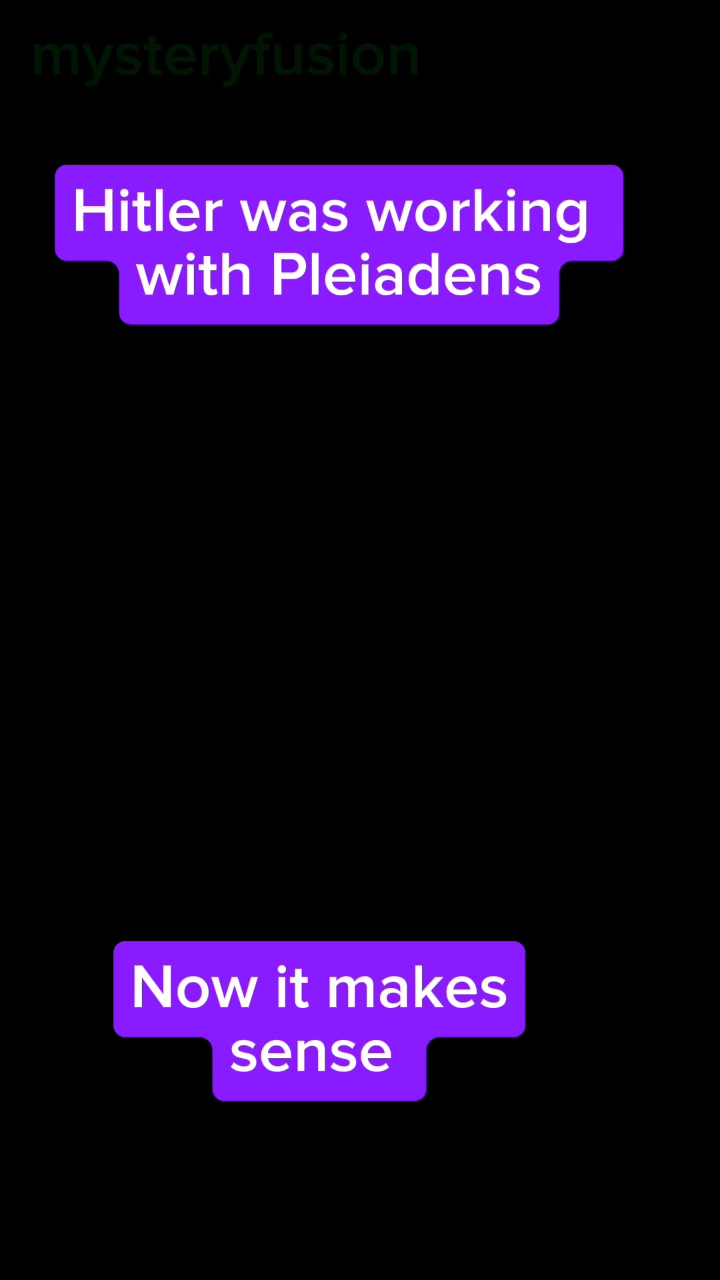 mysteryfusion
Hitler was working
with Pleiadens
Now it makes
sense